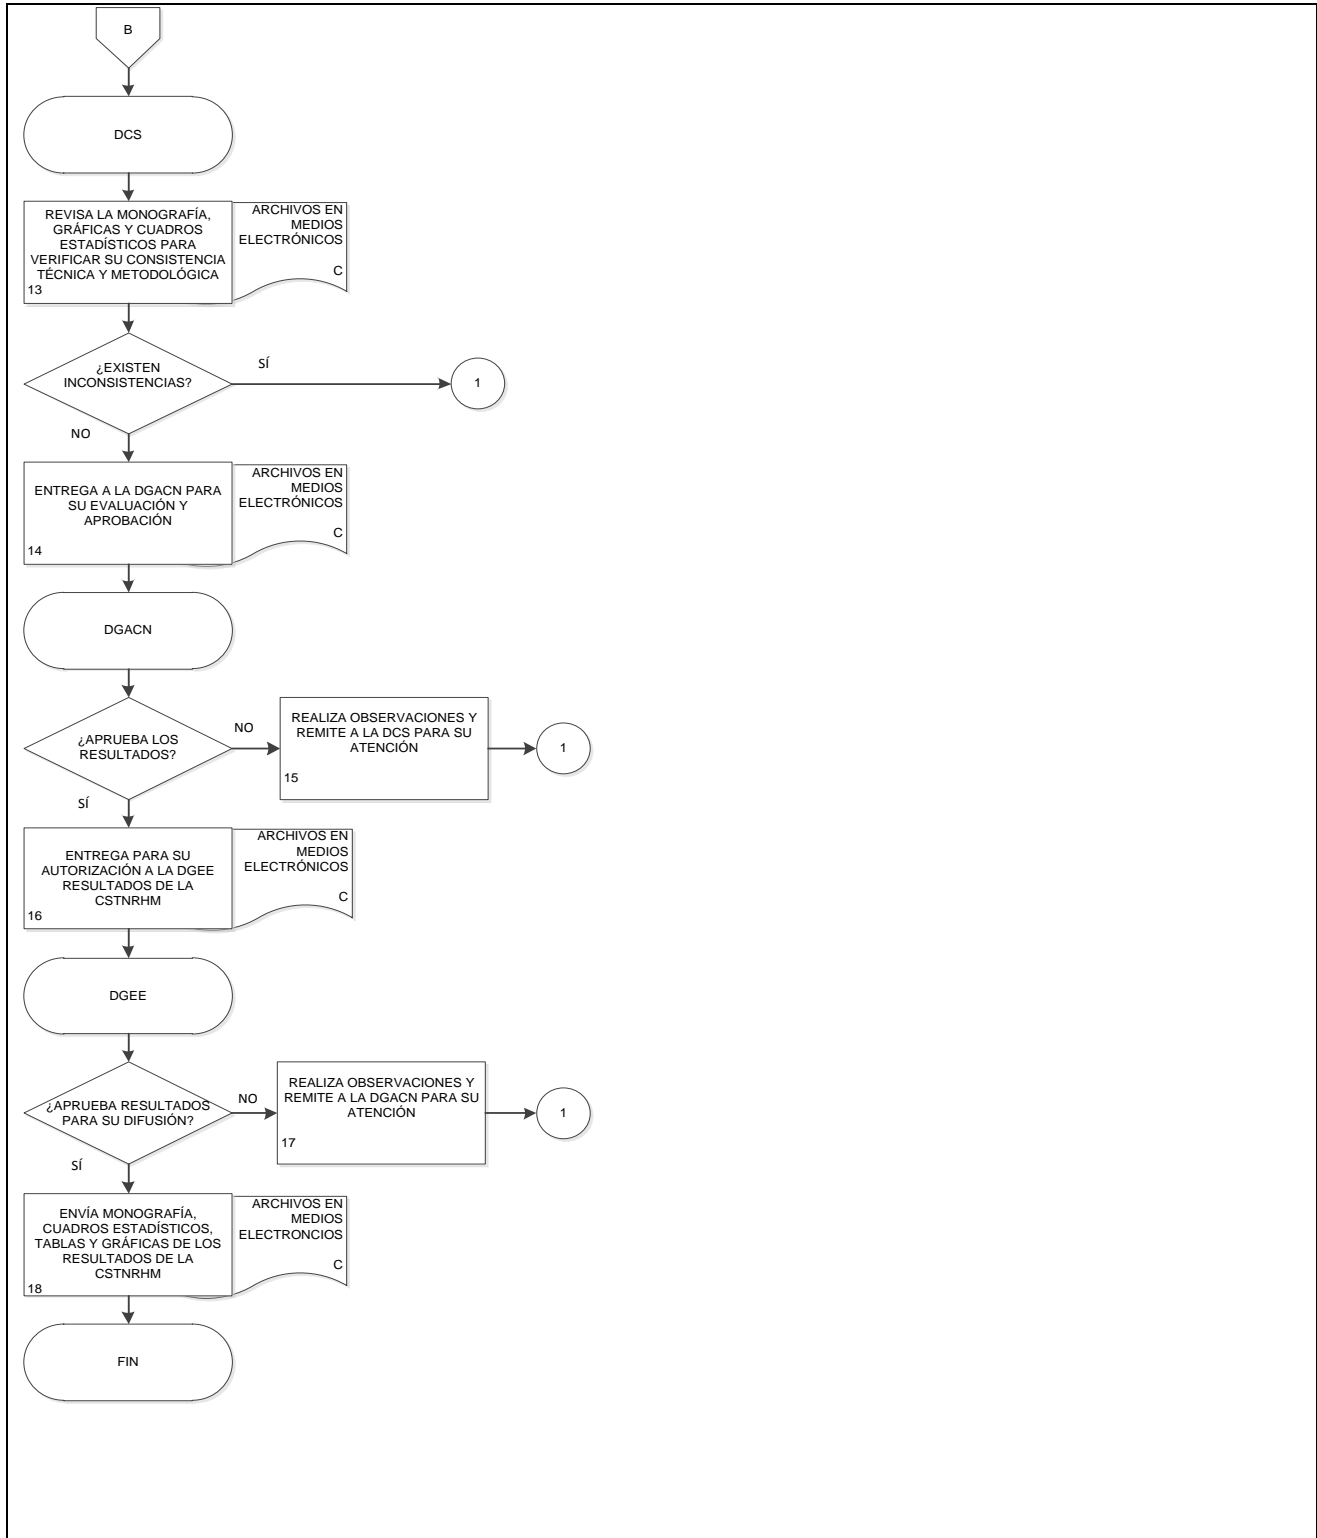 B
DCS
REVISA LA MONOGRAFÍA,
GRÁFICAS Y CUADROS
ESTADÍSTICOS PARA
VERIFICAR SU CONSISTENCIA
TÉCNICA Y METODOLÓGICA
13
ARCHIVOS EN
MEDIOS
ELECTRÓNICOS
C
¿EXISTEN
INCONSISTENCIAS?
SÍ
1
NO
ENTREGA A LA DGACN PARA
SU EVALUACIÓN Y
APROBACIÓN
14
ARCHIVOS EN
MEDIOS
ELECTRÓNICOS
C
DGACN
¿APRUEBA LOS
RESULTADOS?
NO
REALIZA OBSERVACIONES Y
REMITE A LA DCS PARA SU
ATENCIÓN
15
1
SÍ
ENTREGA PARA SU
AUTORIZACIÓN A LA DGEE
RESULTADOS DE LA
CSTNRHM
16
ARCHIVOS EN
MEDIOS
ELECTRÓNICOS
C
DGEE
¿APRUEBA RESULTADOS
PARA SU DIFUSIÓN?
NO
REALIZA OBSERVACIONES Y
REMITE A LA DGACN PARA SU
ATENCIÓN
17
1
SÍ
ENVÍA MONOGRAFÍA,
CUADROS ESTADÍSTICOS,
TABLAS Y GRÁFICAS DE LOS
RESULTADOS DE LA
CSTNRHM
18
ARCHIVOS EN
MEDIOS
ELECTRONCIOS
C
FIN